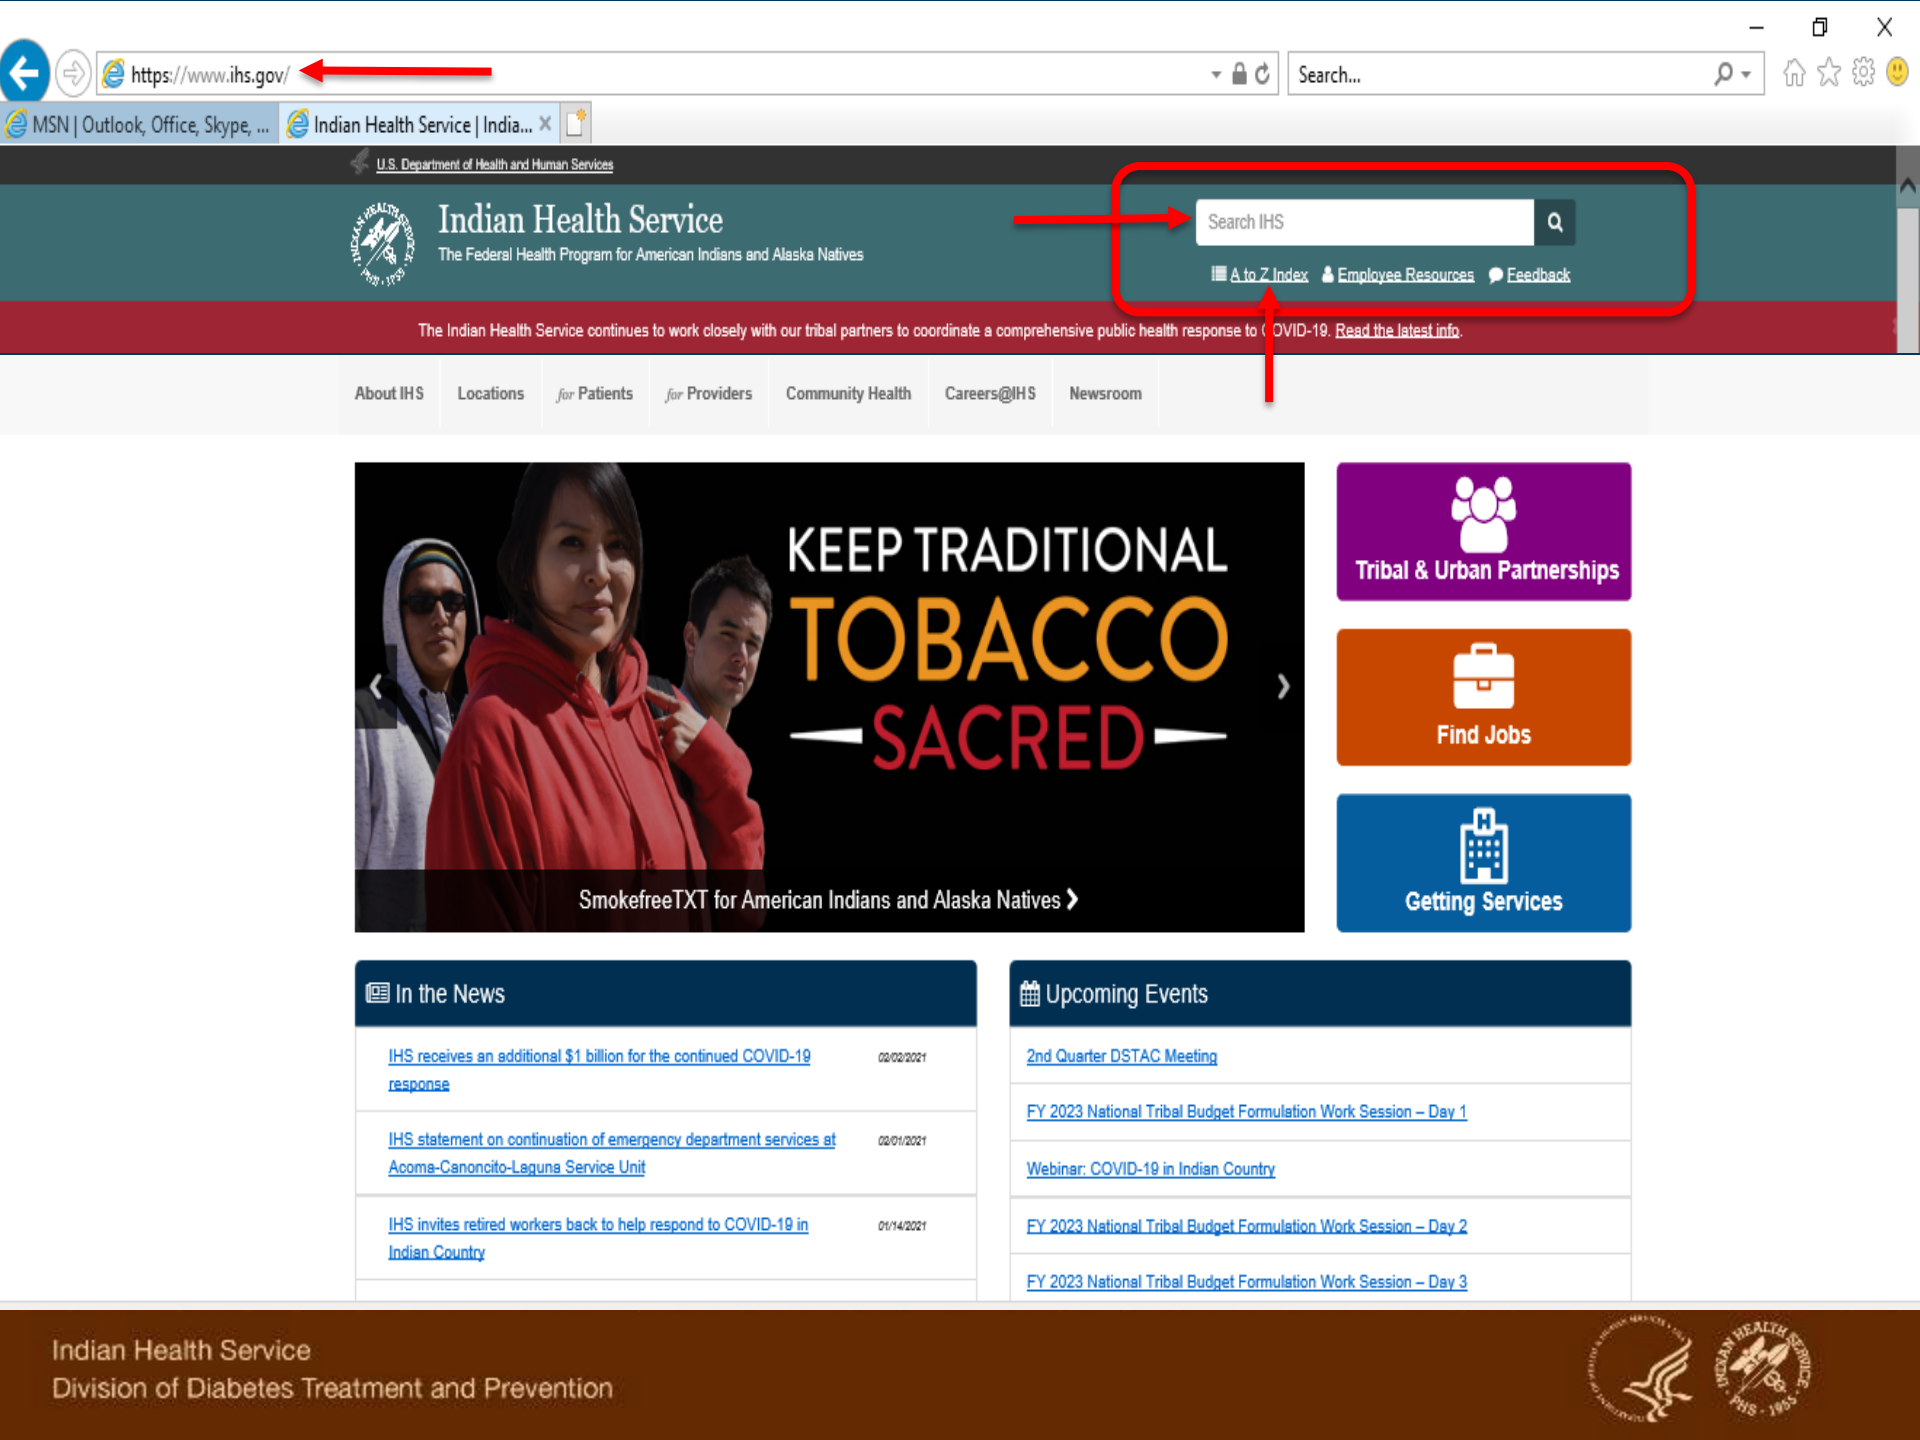 https://www.ihs.gov/
Search...
MSN | Outlook, Office, Skype, ...
Indian Health Service | India...
U.S. Department of Health and Human Services
Indian Health Service
The Federal Health Program for American Indians and Alaska Natives
Search IHS
A to Z Index
Employee Resources
Feedback
The Indian Health Service continues to work closely with our tribal partners to coordinate a comprehensive public health response to COVID-19. Read the latest info.
About IHS
Locations
for Patients
for Providers
Community Health
Careers@IHS
Newsroom
KEEP TRADITIONAL
TOBACCO
SACRED
SmokefreeTXT for American Indians and Alaska Natives
Tribal & Urban Partnerships
Find Jobs
Getting Services
In the News
IHS receives an additional $1 billion for the continued COVID-19
response
02/02/2021
IHS statement on continuation of emergency department services at
Acoma-Canoncito-Laguna Service Unit
02/01/2021
IHS invites retired workers back to help respond to COVID-19 in
Indian Country
01/14/2021
Upcoming Events
2nd Quarter DSTAC Meeting
FY 2023 National Tribal Budget Formulation Work Session – Day 1
Webinar: COVID-19 in Indian Country
FY 2023 National Tribal Budget Formulation Work Session – Day 2
FY 2023 National Tribal Budget Formulation Work Session – Day 3
Indian Health Service
Division of Diabetes Treatment and Prevention
INDIAN HEALTH SERVICE
PHS - 1955